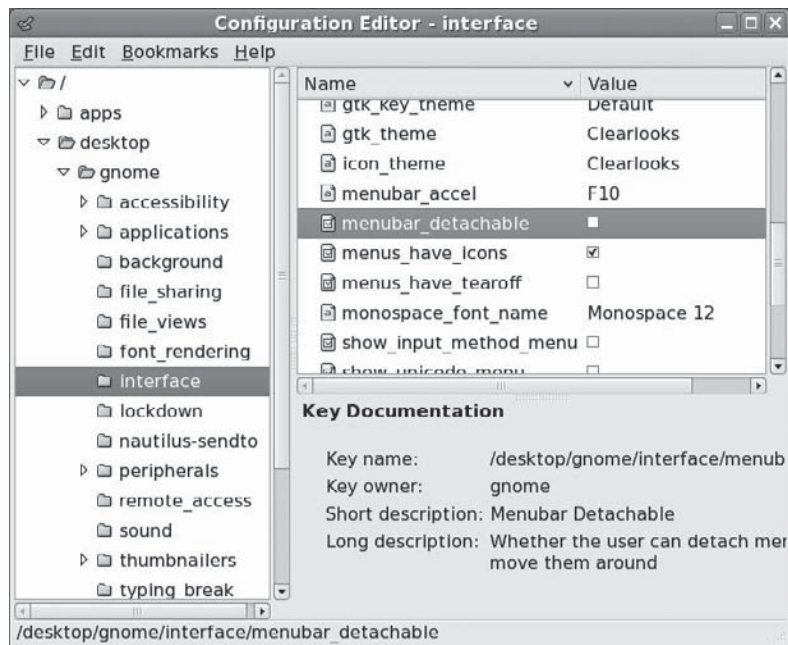 Configuration Editor - interface
File Edit Bookmarks Help
/
apps
desktop
gnome
accessibility
applications
background
file_sharing
file_views
font_rendering
interface
lockdown
nautilus-sendto
peripherals
remote_access
sound
thumbnailers
typing_break
Name Value
gtk_key_theme Default
gtk_theme Clearlooks
icon_theme Clearlooks
menubar_accel F10
menubar_detachable
menus_have_icons
menus_have_tearoff
monospace_font_name Monospace 12
show_input_method_menu
show_unicode_menu
Key Documentation
Key name: /desktop/gnome/interface/menub
Key owner: gnome
Short description: Menubar Detachable
Long description: Whether the user can detach mer
move them around
/desktop/gnome/interface/menubar_detachable